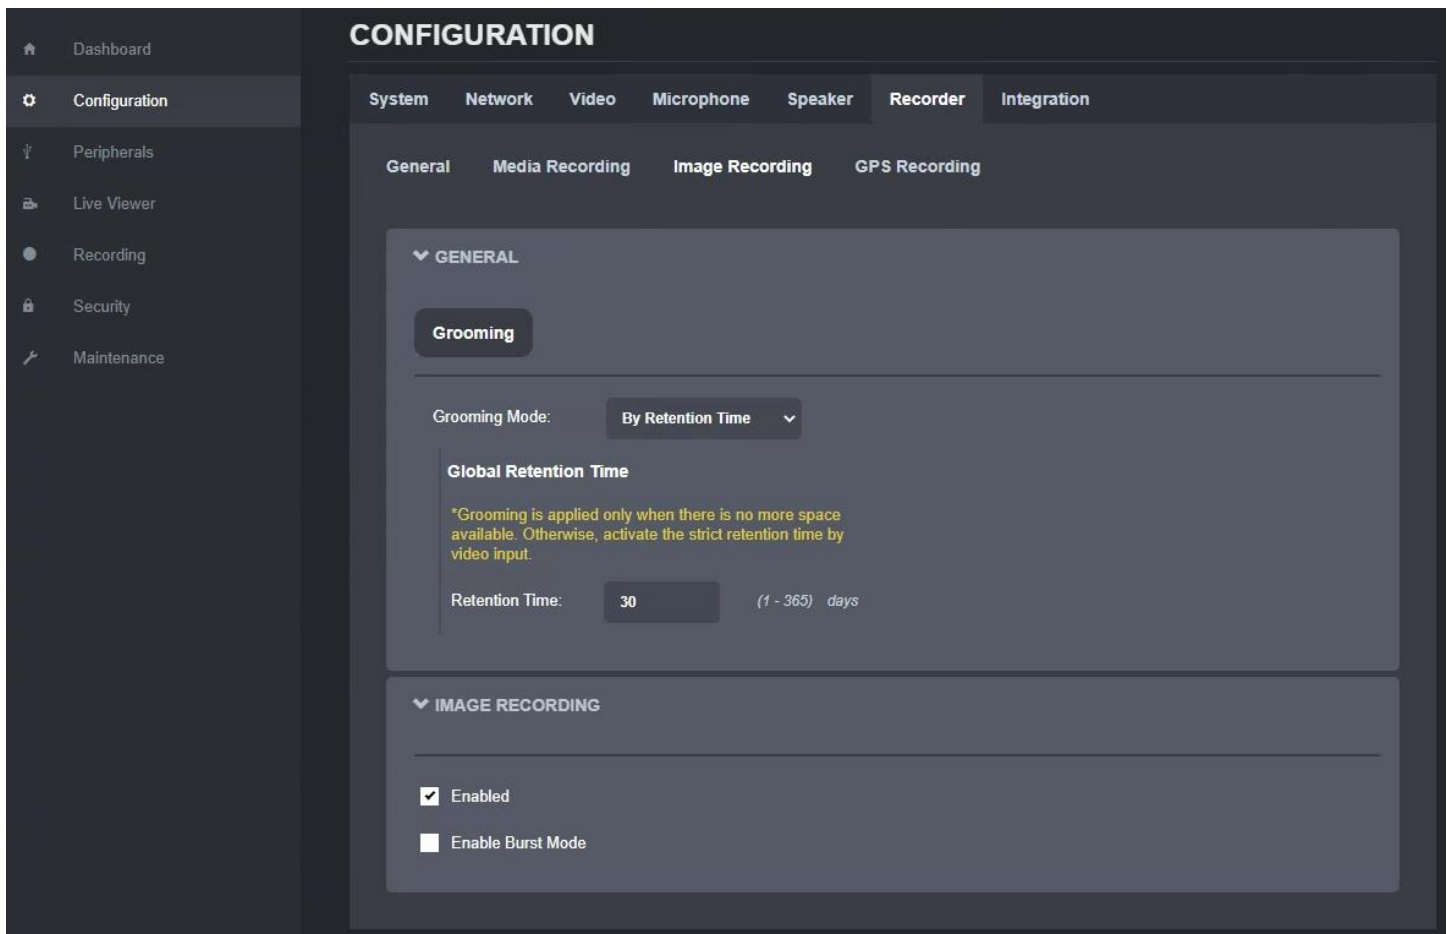 CONFIGURATION
Dashboard
Configuration
Peripherals
Live Viewer
Recording
Security
Maintenance
System Network Video Microphone Speaker Recorder Integration
General Media Recording Image Recording GPS Recording
GENERAL
Grooming
Grooming Mode: By Retention Time
Global Retention Time
*Grooming is applied only when there is no more space
available. Otherwise, activate the strict retention time by
video input.
Retention Time: 30 (1 - 365) days
IMAGE RECORDING
Enabled
Enable Burst Mode